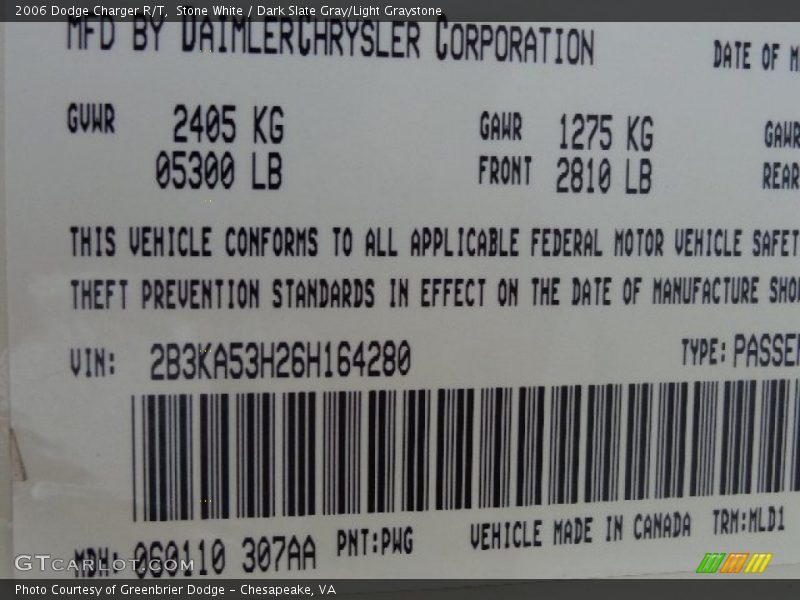 2006 Dodge Charger R/T, Stone White / Dark Slate Gray/Light Graystone
MFD BY DAIMLERCHRYSLER CORPORATION DATE OF M
GVWR 2405 KG GAWR 1275 KG GAWR
05300 LB FRONT 2810 LB REAR
THIS VEHICLE CONFORMS TO ALL APPLICABLE FEDERAL MOTOR VEHICLE SAFET
THEFT PREVENTION STANDARDS IN EFFECT ON THE DATE OF MANUFACTURE SHO
VIN: 2B3KA53H26H164280 TYPE: PASSEN
MDH: 060110 307AA PNT:PWG VEHICLE MADE IN CANADA TRM:MLD1
GTCarLot.com
Photo Courtesy of Greenbrier Dodge – Chesapeake, VA